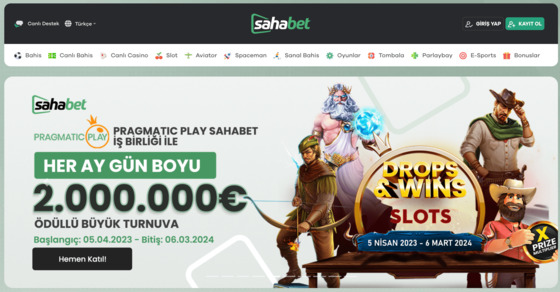 Canlı Destek
Türkçe
sahabet
GİRİŞ YAP
KAYIT OL
Bahis
Canlı Bahis
Canlı Casino
Slot
Aviator
Spaceman
Sanal Bahis
Oyunlar
Tombala
Parlaybay
E-Sports
Bonuslar
sahabet
PRAGMATIC PLAY
PRAGMATIC PLAY SAHABET
İŞ BİRLİĞİ İLE
HER AY GÜN BOYU
2.000.000€
ÖDÜLLÜ BÜYÜK TURNUVA
Başlangıç: 05.04.2023 - Bitiş: 06.03.2024
Hemen Katıl!
DROPS
& WINS
SLOTS
5 NİSAN 2023 - 6 MART 2024
X
PRIZE
MULTIPLIER